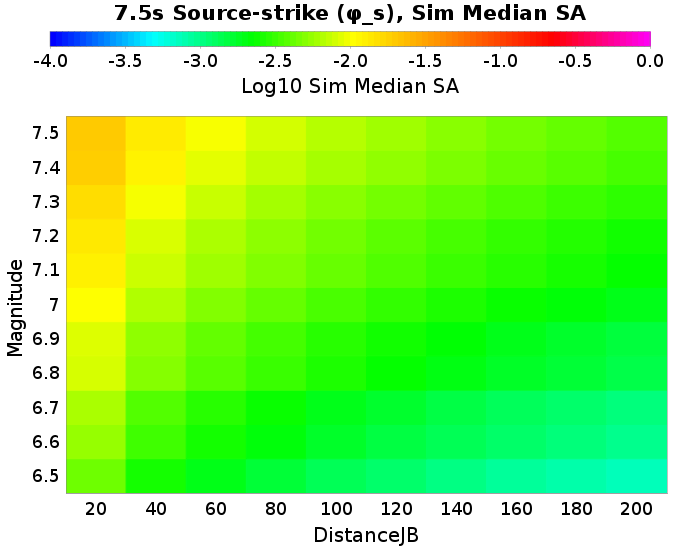 7.5s Source-strike (φ_s), Sim Median SA
-4.0 -3.5 -3.0 -2.5 -2.0 -1.5 -1.0 -0.5 0.0
Log10 Sim Median SA
Magnitude
7.5
7.4
7.3
7.2
7.1
7
6.9
6.8
6.7
6.6
6.5
20 40 60 80 100 120 140 160 180 200
DistanceJB